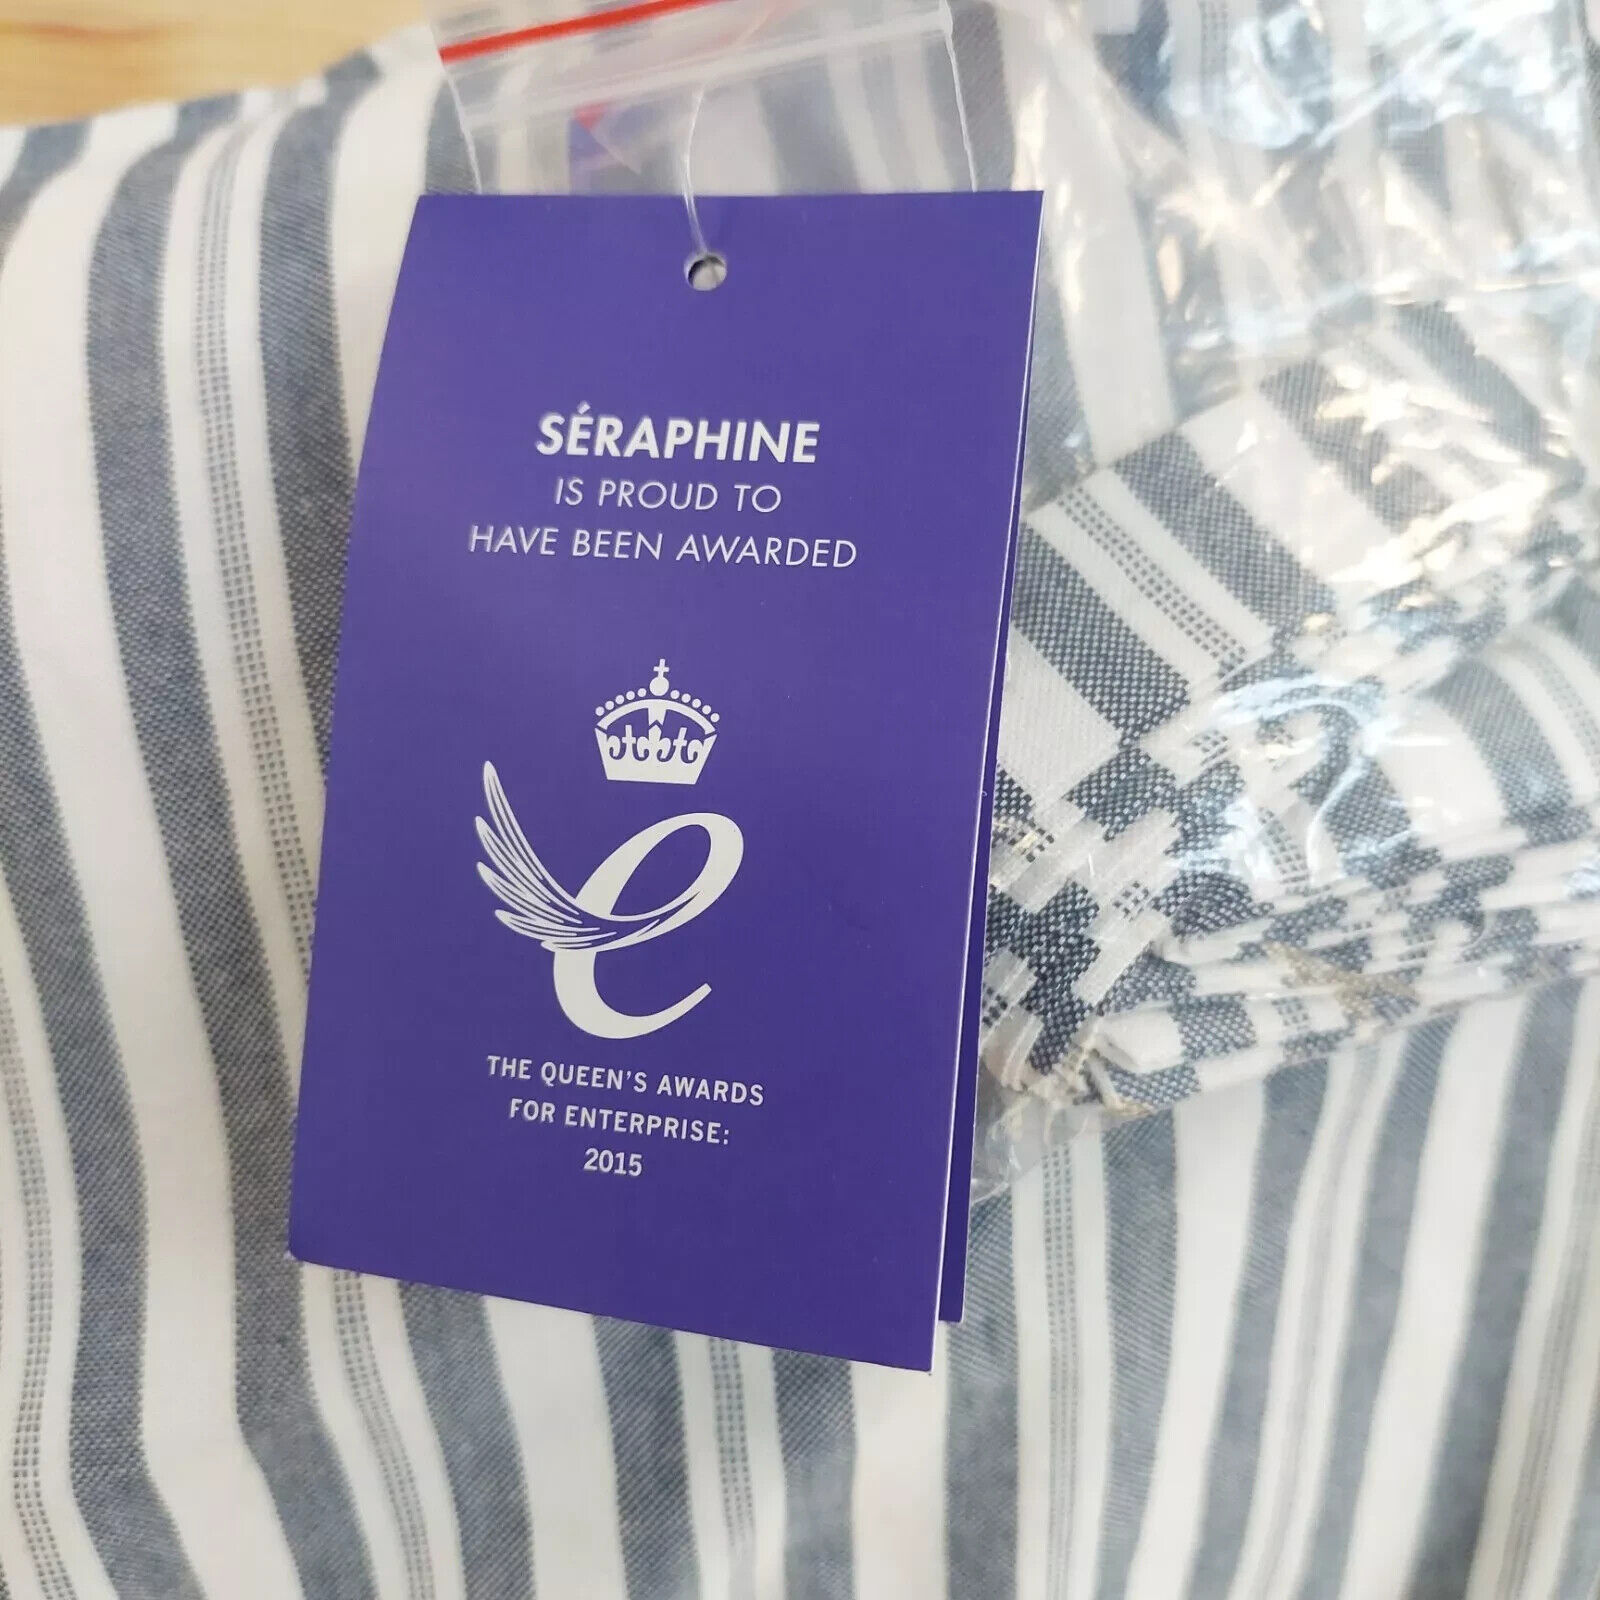 SÉRAPHINE
IS PROUD TO
HAVE BEEN AWARDED
e
THE QUEEN'S AWARDS
FOR ENTERPRISE:
2015